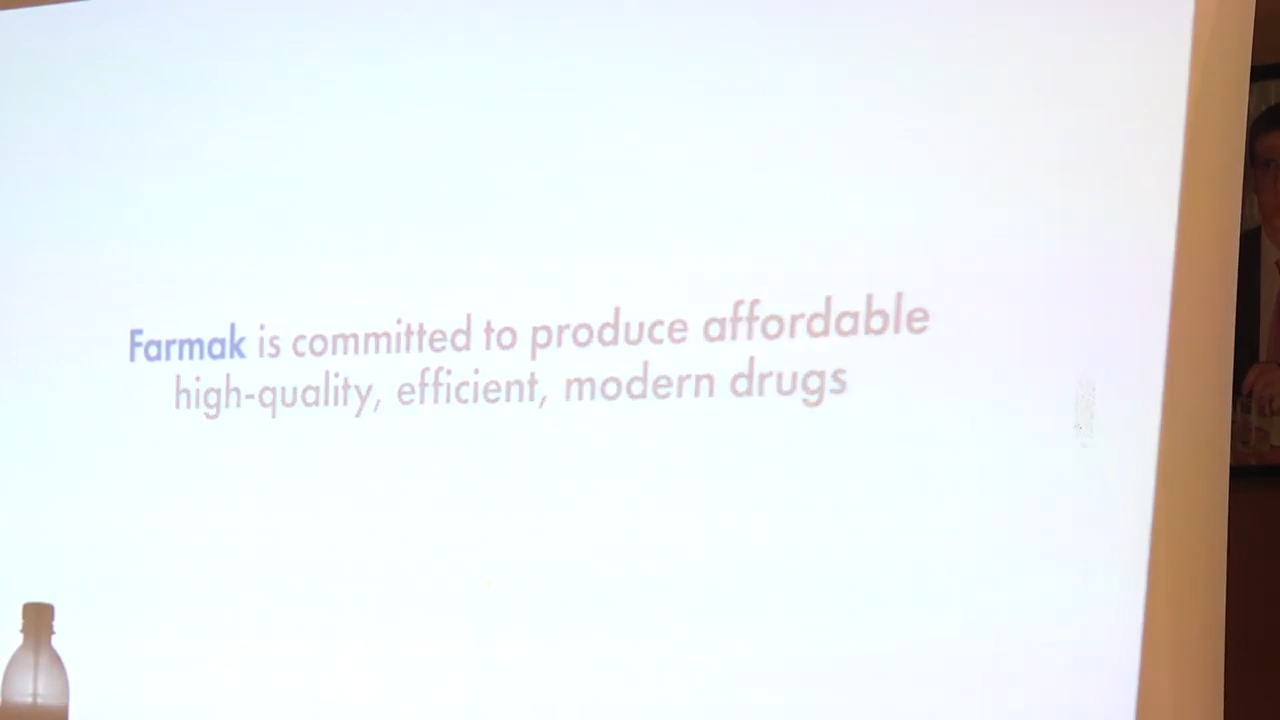 Farmak is committed to produce affordable
high-quality, efficient, modern drugs